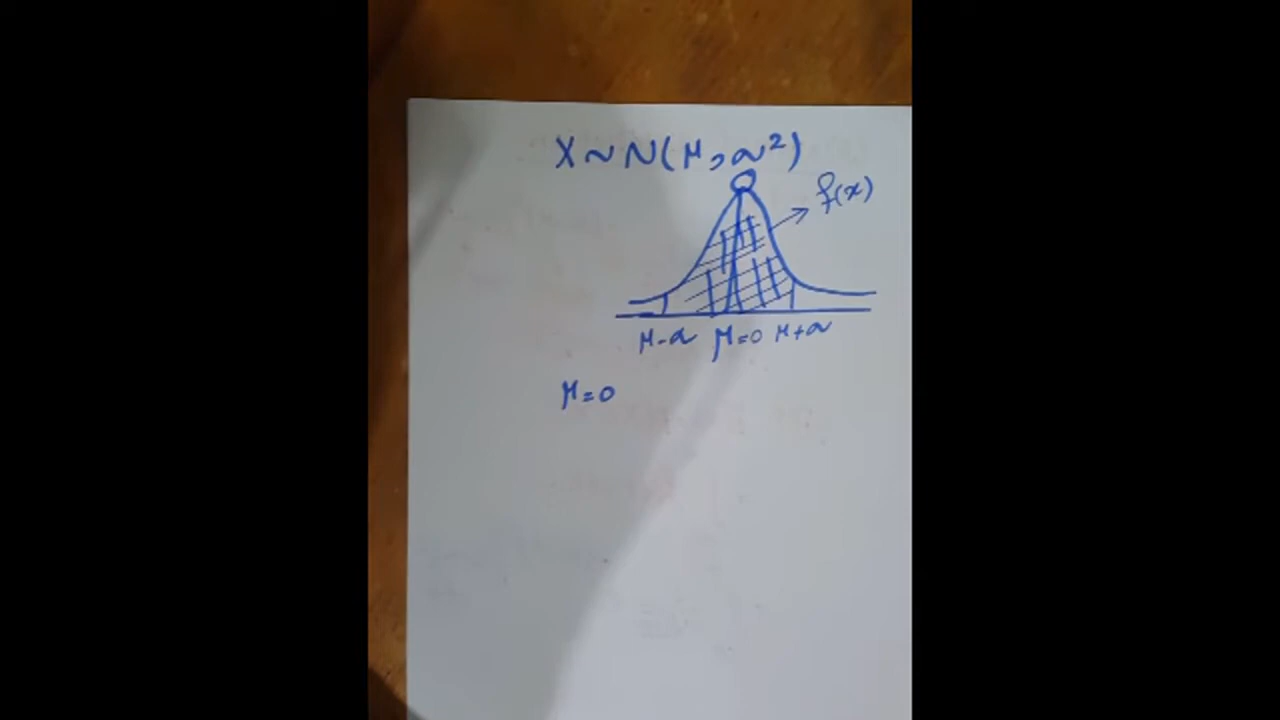 X ~ N(μ, σ²)
f(x)
μ-σ μ=0 μ+σ
μ=0